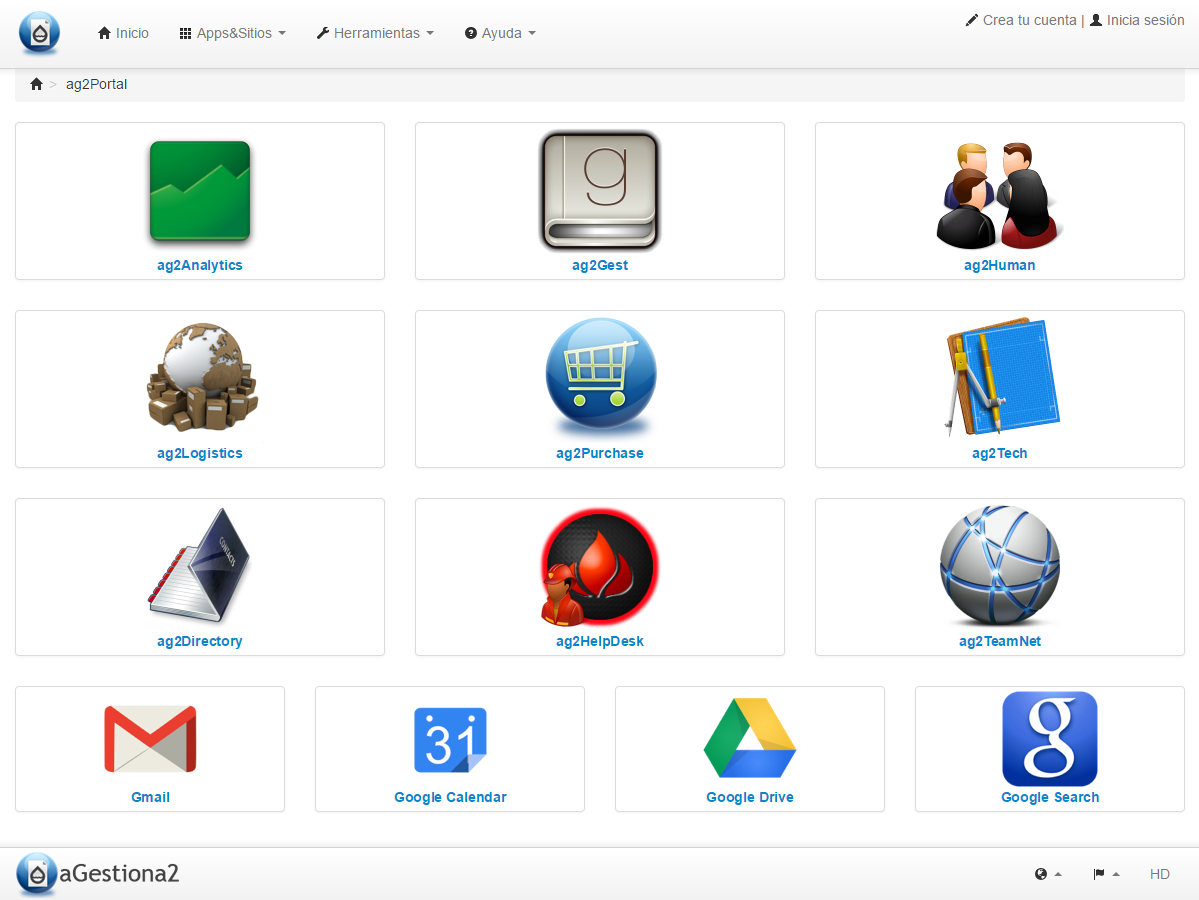 Inicio Apps&Sitios Herramientas Ayuda Crea tu cuenta | Inicia sesión
> ag2Portal
g
ag2Analytics ag2Gest ag2Human
ag2Logistics ag2Purchase ag2Tech
CONTACTS
ag2Directory ag2HelpDesk ag2TeamNet
31 g
Gmail Google Calendar Google Drive Google Search
aGestiona2 HD